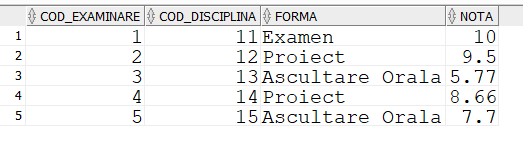 COD_EXAMINARE COD_DISCIPLINA FORMA NOTA
1 1 11 Examen 10
2 2 12 Proiect 9.5
3 3 13 Ascultare Orala 5.77
4 4 14 Proiect 8.66
5 5 15 Ascultare Orala 7.7